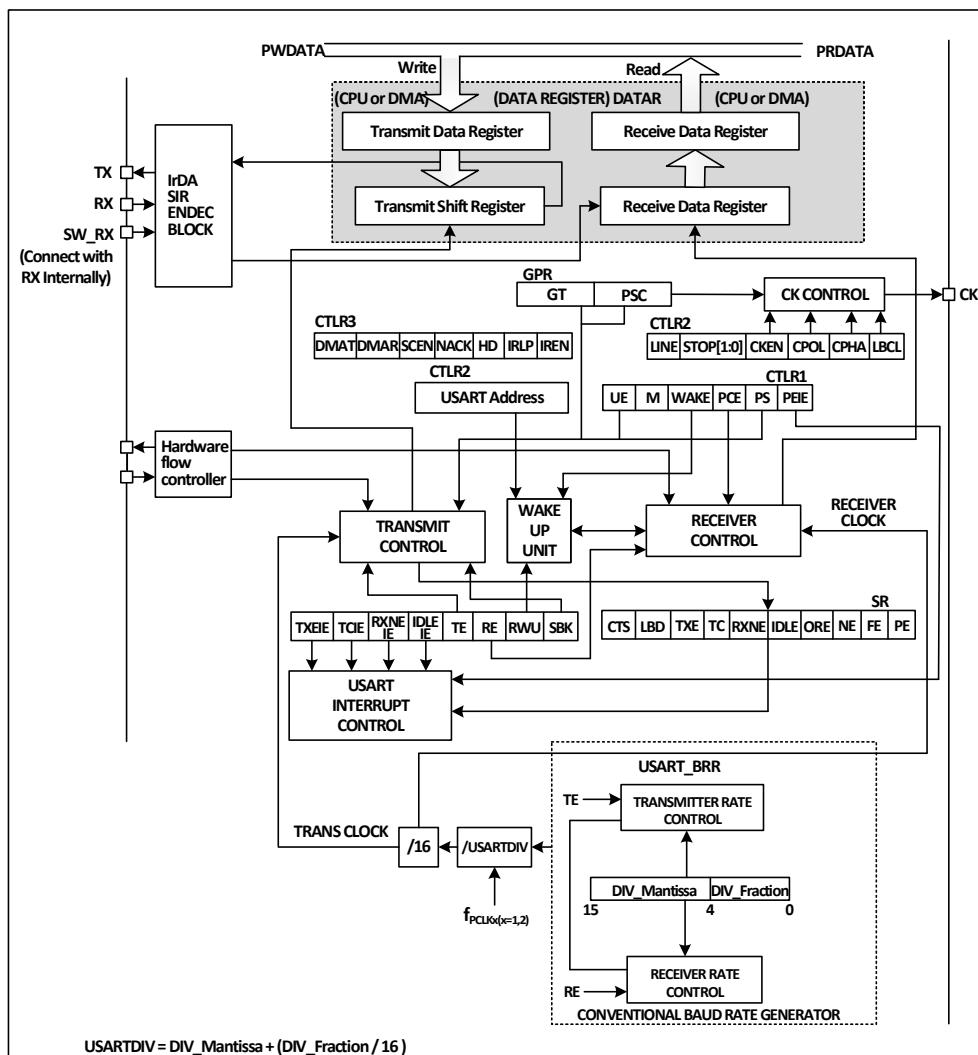 PWDATA
PRDATA
Write
Read
(CPU or DMA)
(DATA REGISTER) DATAR
(CPU or DMA)
Transmit Data Register
Receive Data Register
TX
RX
SW_RX
(Connect with
RX Internally)
IrDA
SIR
ENDEC
BLOCK
Transmit Shift Register
Receive Data Register
GPR
GT
PSC
CK CONTROL
CK
CTLR3
DMAT
DMAR
SCEN
NACK
HD
IRLP
IREN
CTLR2
LINE
STOP[1:0]
CKEN
CPOL
CPHA
LBCL
CTLR2
USART Address
CTLR1
UE
M
WAKE
PCE
PS
PEIE
Hardware
flow
controller
TRANSMIT
CONTROL
WAKE
UP
UNIT
RECEIVER
CONTROL
RECEIVER
CLOCK
TXEIE
TCIE
RXNE
IE
IDLE
IE
TE
RE
RWU
SBK
SR
CTS
LBD
TXE
TC
RXNE
IDLE
ORE
NE
FE
PE
USART
INTERRUPT
CONTROL
USART_BRR
TE
TRANSMITTER RATE
CONTROL
TRANS CLOCK
/16
/USARTDIV
fPCLKx(x=1,2)
DIV_Mantissa
DIV_Fraction
15
4
0
RE
RECEIVER RATE
CONTROL
CONVENTIONAL BAUD RATE GENERATOR
USARTDIV = DIV_Mantissa + (DIV_Fraction / 16 )